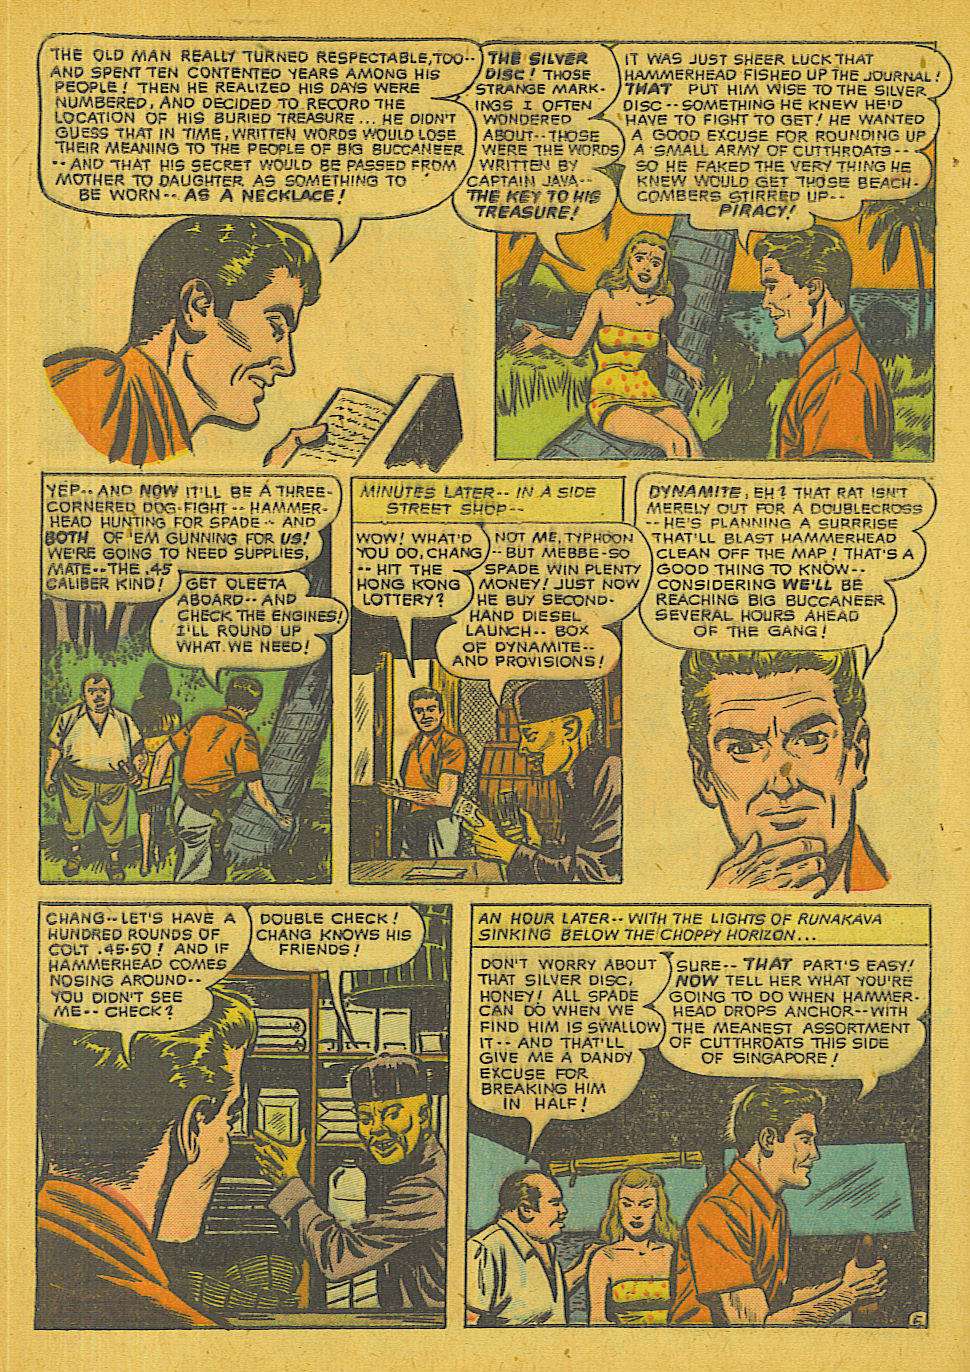 THE OLD MAN REALLY TURNED RESPECTABLE, TOO--
AND SPENT TEN CONTENTED YEARS AMONG HIS
PEOPLE! THEN HE REALIZED HIS DAYS WERE
NUMBERED, AND DECIDED TO RECORD THE
LOCATION OF HIS BURIED TREASURE... HE DIDN'T
GUESS THAT IN TIME, WRITTEN WORDS WOULD LOSE
THEIR MEANING TO THE PEOPLE OF BIG BUCCANEER
--AND THAT HIS SECRET WOULD BE PASSED FROM
MOTHER TO DAUGHTER AS SOMETHING TO
BE WORN-- AS A NECKLACE!
THE SILVER
DISC! THOSE
STRANGE MARK-
INGS I OFTEN
WONDERED
ABOUT--THOSE
WERE THE WORDS
WRITTEN BY
CAPTAIN JAVA--
THE KEY TO HIS
TREASURE!
IT WAS JUST SHEER LUCK THAT
HAMMERHEAD FISHED UP THE JOURNAL!
THAT PUT HIM WISE TO THE SILVER
DISC--SOMETHING HE KNEW HE'D
HAVE TO FIGHT TO GET! HE WANTED
A GOOD EXCUSE FOR ROUNDING UP
A SMALL ARMY OF CUTTHROATS--
SO HE FAKED THE VERY THING HE
KNEW WOULD GET THOSE BEACH-
COMBERS STIRRED UP--
PIRACY!
YEP--AND NOW IT'LL BE A THREE-
CORNERED DOG-FIGHT--HAMMER-
HEAD HUNTING FOR SPADE--AND
BOTH OF 'EM GUNNING FOR US!
WE'RE GOING TO NEED SUPPLIES,
MATE--THE .45
CALIBER KIND!
GET OLEETA
ABOARD--AND
CHECK THE ENGINES!
I'LL ROUND UP
WHAT WE NEED!
MINUTES LATER-- IN A SIDE
STREET SHOP--
WOW! WHAT'D
YOU DO, CHANG
--HIT THE
HONG KONG
LOTTERY?
NOT ME, TYPHOON
--BUT MEBBE-SO
SPADE WIN PLENTY
MONEY! JUST NOW
HE BUY SECOND-
HAND DIESEL
LAUNCH-- BOX
OF DYNAMITE--
AND PROVISIONS!
DYNAMITE, EH? THAT RAT ISN'T
MERELY OUT FOR A DOUBLECROSS
--HE'S PLANNING A SURRRISE
THAT'LL BLAST HAMMERHEAD
CLEAN OFF THE MAP! THAT'S A
GOOD THING TO KNOW--
CONSIDERING WE'LL BE
REACHING BIG BUCCANEER
SEVERAL HOURS AHEAD
OF THE GANG!
CHANG--LET'S HAVE A
HUNDRED ROUNDS OF
COLT .45-50! AND IF
HAMMERHEAD COMES
NOSING AROUND--
YOU DIDN'T SEE
ME-- CHECK?
DOUBLE CHECK!
CHANG KNOWS HIS
FRIENDS!
AN HOUR LATER--WITH THE LIGHTS OF RUNAKAVA
SINKING BELOW THE CHOPPY HORIZON...
DON'T WORRY ABOUT
THAT SILVER DISC,
HONEY! ALL SPADE
CAN DO WHEN WE
FIND HIM IS SWALLOW
IT--AND THAT'LL
GIVE ME A DANDY
EXCUSE FOR
BREAKING HIM
IN HALF!
SURE--THAT PART'S EASY!
NOW TELL HER WHAT YOU'RE
GOING TO DO WHEN HAMMER-
HEAD DROPS ANCHOR--WITH
THE MEANEST ASSORTMENT
OF CUTTHROATS THIS SIDE
OF SINGAPORE!